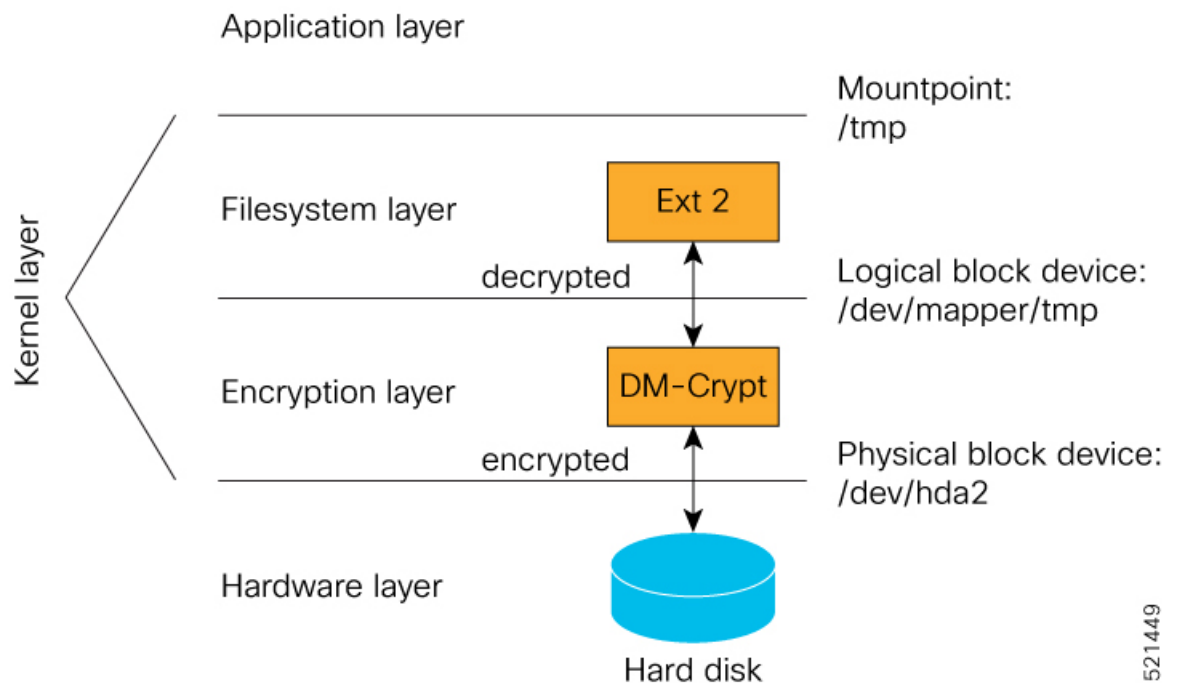 Application layer
Mountpoint:
/tmp
Kernel layer
Filesystem layer
Ext 2
decrypted
Logical block device:
/dev/mapper/tmp
Encryption layer
DM-Crypt
encrypted
Physical block device:
/dev/hda2
Hardware layer
Hard disk
521449